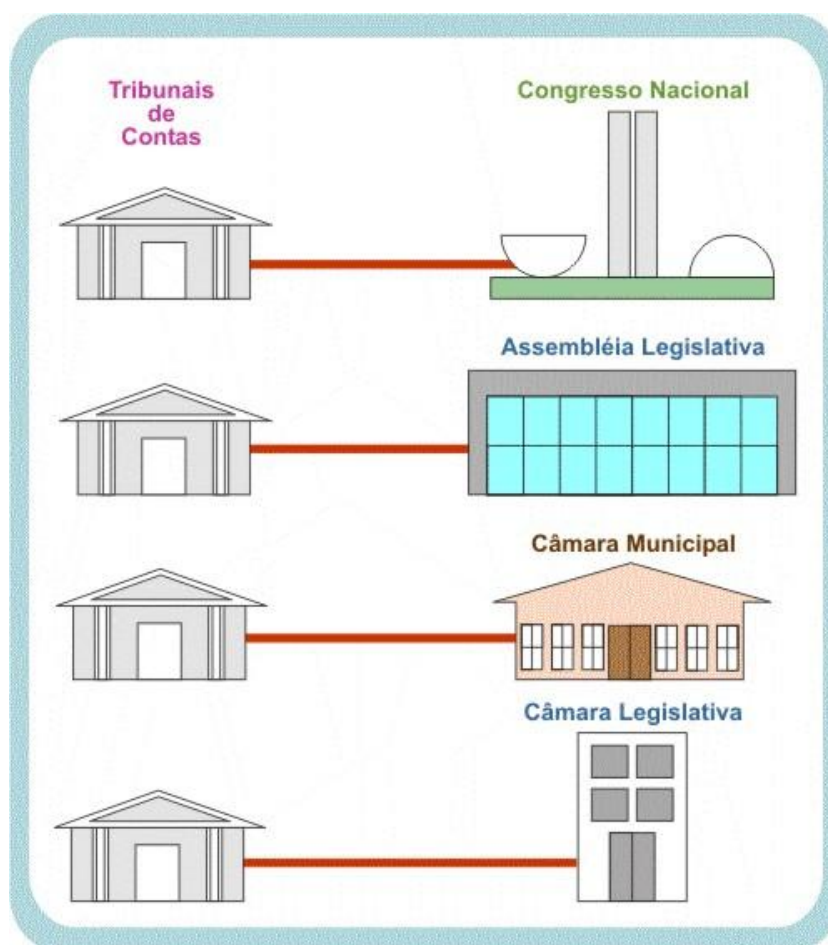 Tribunais
de
Contas
Congresso Nacional
Assembléia Legislativa
Câmara Municipal
Câmara Legislativa